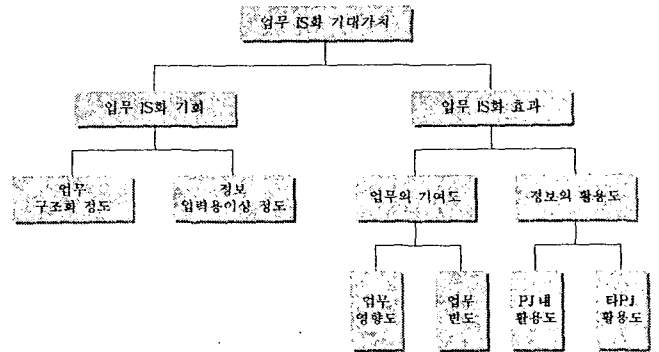 업무 IS화 기대가치
업무 IS화 기회
업무 IS화 효과
업무
구조화 정도
정보
입력용이상 정도
업무의 기여도
정보의 활용도
업무
영향도
업무
빈도
PJ 내
활용도
타PJ
활용도